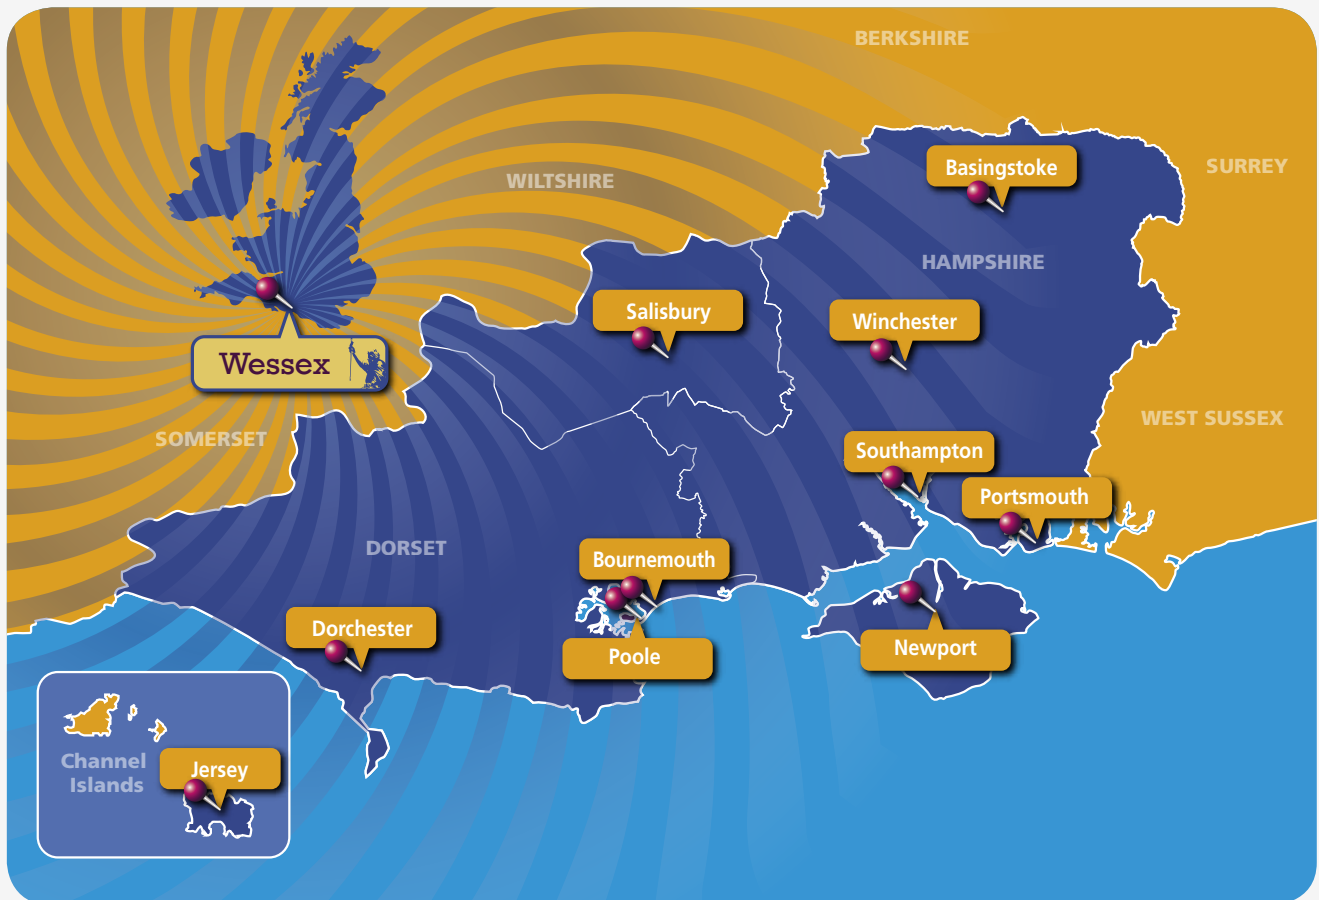 BERKSHIRE
Basingstoke
SURREY
WILTSHIRE
HAMPSHIRE
Salisbury
Winchester
Wessex
WEST SUSSEX
SOMERSET
Southampton
Portsmouth
DORSET
Bournemouth
Dorchester
Poole
Newport
Channel
Islands
Jersey